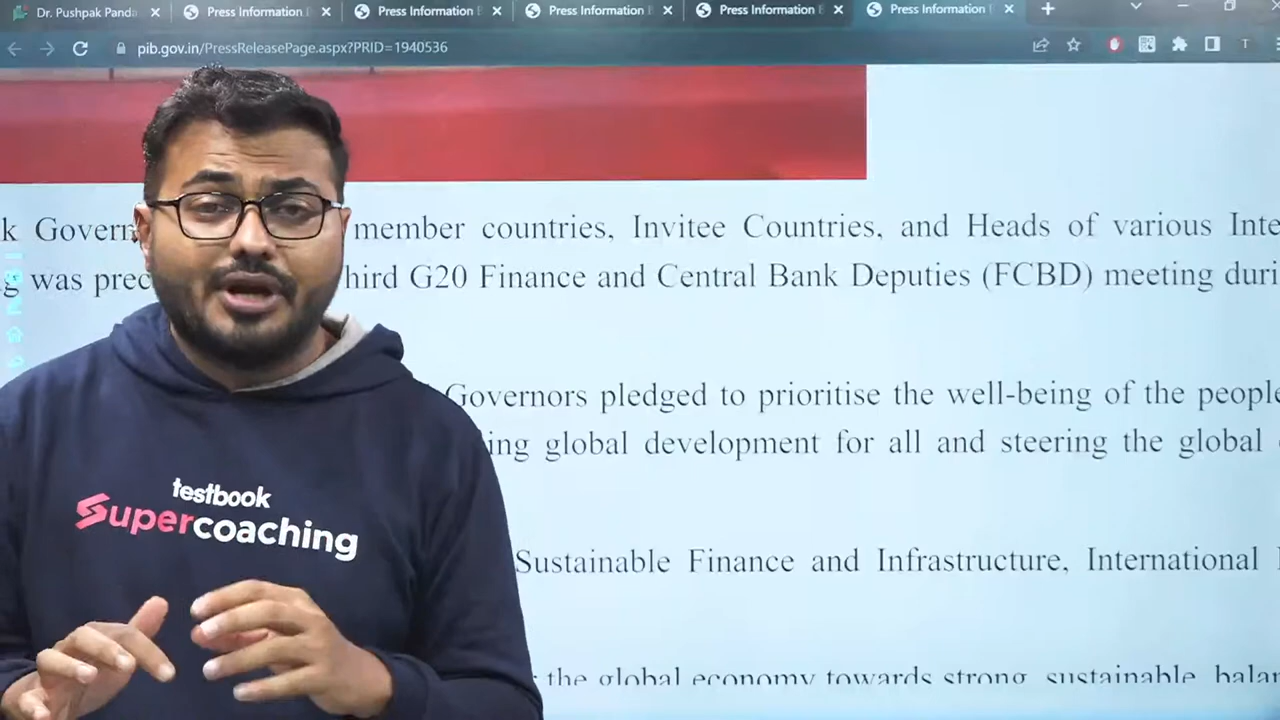 Dr. Pushpak Panda
Press Information
Press Information
Press Information
Press Information
Press Information
pib.gov.in/PressReleasePage.aspx?PRID=1940536
T
k Govern member countries, Invitee Countries, and Heads of various Inte
g was prec hird G20 Finance and Central Bank Deputies (FCBD) meeting duri
Governors pledged to prioritise the well-being of the people
ing global development for all and steering the global
Sustainable Finance and Infrastructure, International
the global economy towards strong, sustainable, balan
testbook
Supercoaching